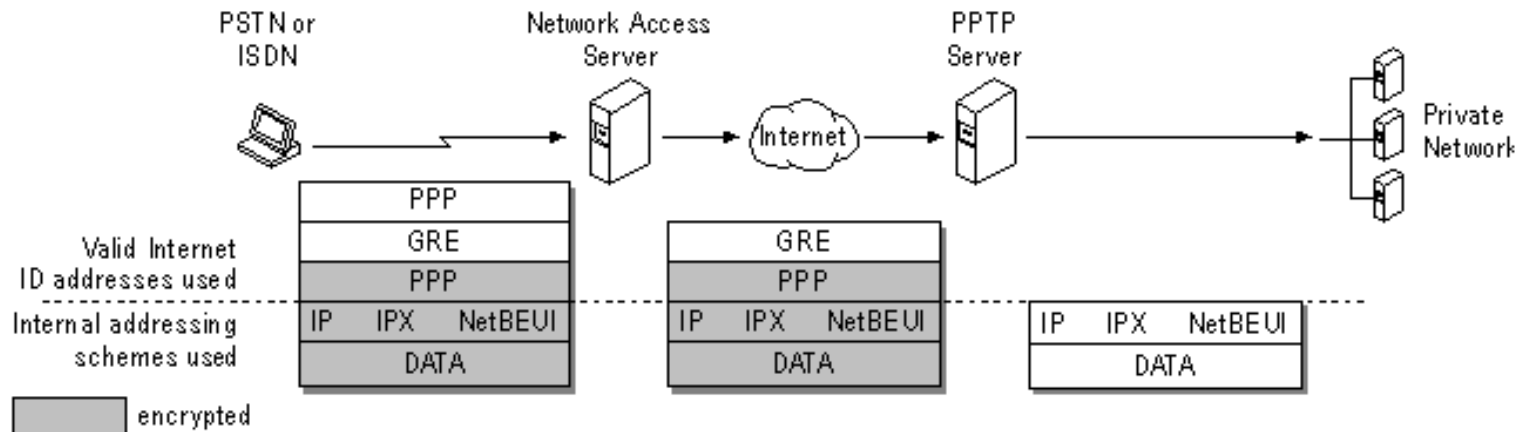 PSTN or
ISDN
Network Access
Server
PPTP
Server
Internet
Private
Network
PPP
GRE
PPP
IP IPX NetBEUI
DATA
GRE
PPP
IP IPX NetBEUI
DATA
IP IPX NetBEUI
DATA
Valid Internet
ID addresses used
Internal addressing
schemes used
encrypted